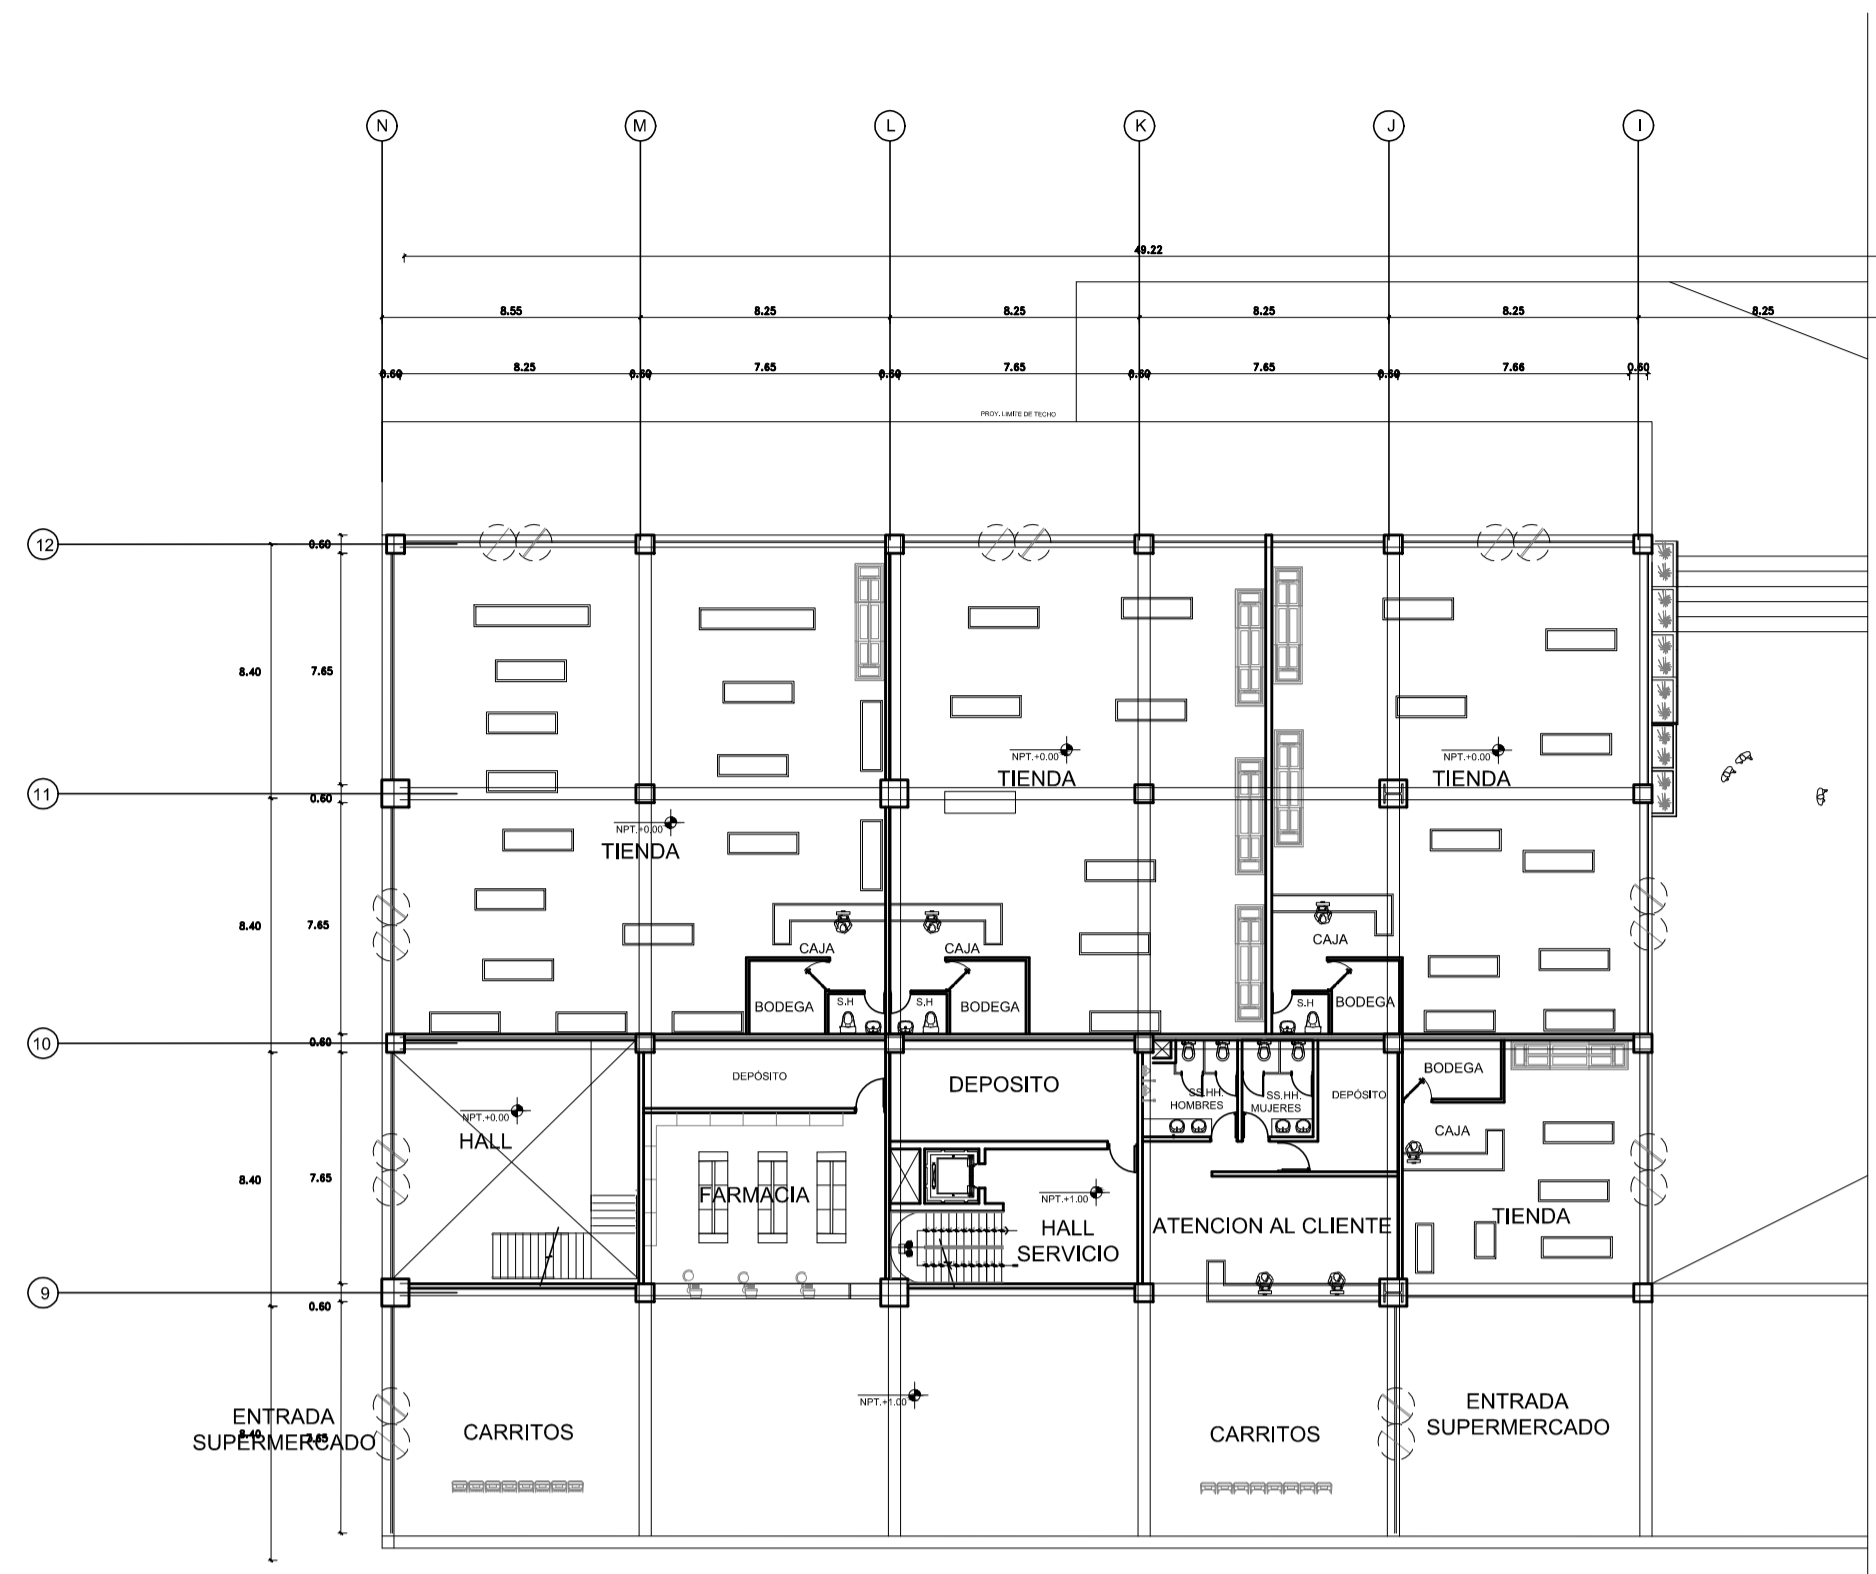 N M L K J I
49.22
8.55 8.25 8.25 8.25 8.25 8.25
0.60 8.25 0.60 7.65 0.60 7.65 0.60 7.65 0.60 7.66 0.60
PROY. LIMITE DE TECHO
12
0.60
8.40 7.65
NPT.+0.00
TIENDA
NPT.+0.00
TIENDA
11
0.60
NPT.+0.00
TIENDA
8.40 7.65
CAJA CAJA CAJA
BODEGA S.H S.H BODEGA S.H BODEGA
10
0.60
DEPÓSITO
DEPOSITO
SS.HH.
HOMBRES
SS.HH.
MUJERES
DEPÓSITO
BODEGA
CAJA
NPT.+0.00
HALL
8.40 7.65
FARMACIA
NPT.+1.00
HALL
SERVICIO
ATENCION AL CLIENTE
TIENDA
9
0.60
NPT.+1.00
ENTRADA
SUPERMERCADO
8.40 7.65
CARRITOS
CARRITOS
ENTRADA
SUPERMERCADO